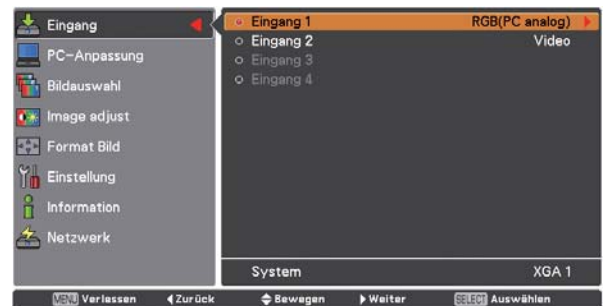 Eingang
PC-Anpassung
Bildauswahl
Image adjust
Format Bild
Einstellung
Information
Netzwerk
Eingang 1 RGB(PC analog)
Eingang 2 Video
Eingang 3
Eingang 4
System XGA 1
MENU Verlassen Zurück Bewegen Weiter SELECT Auswählen